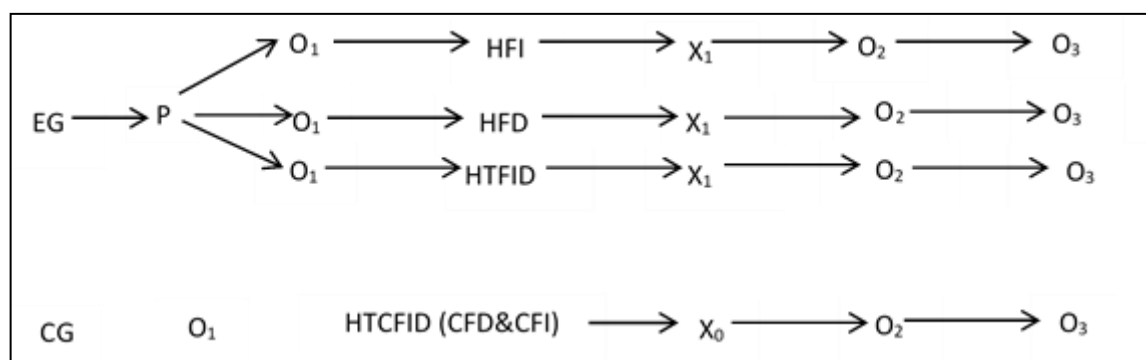 O₁ HFI X₁ O₂ O₃
EG P O₁ HFD X₁ O₂ O₃
O₁ HTFID X₁ O₂ O₃
CG O₁ HTCFID (CFD&CFI) X₀ O₂ O₃